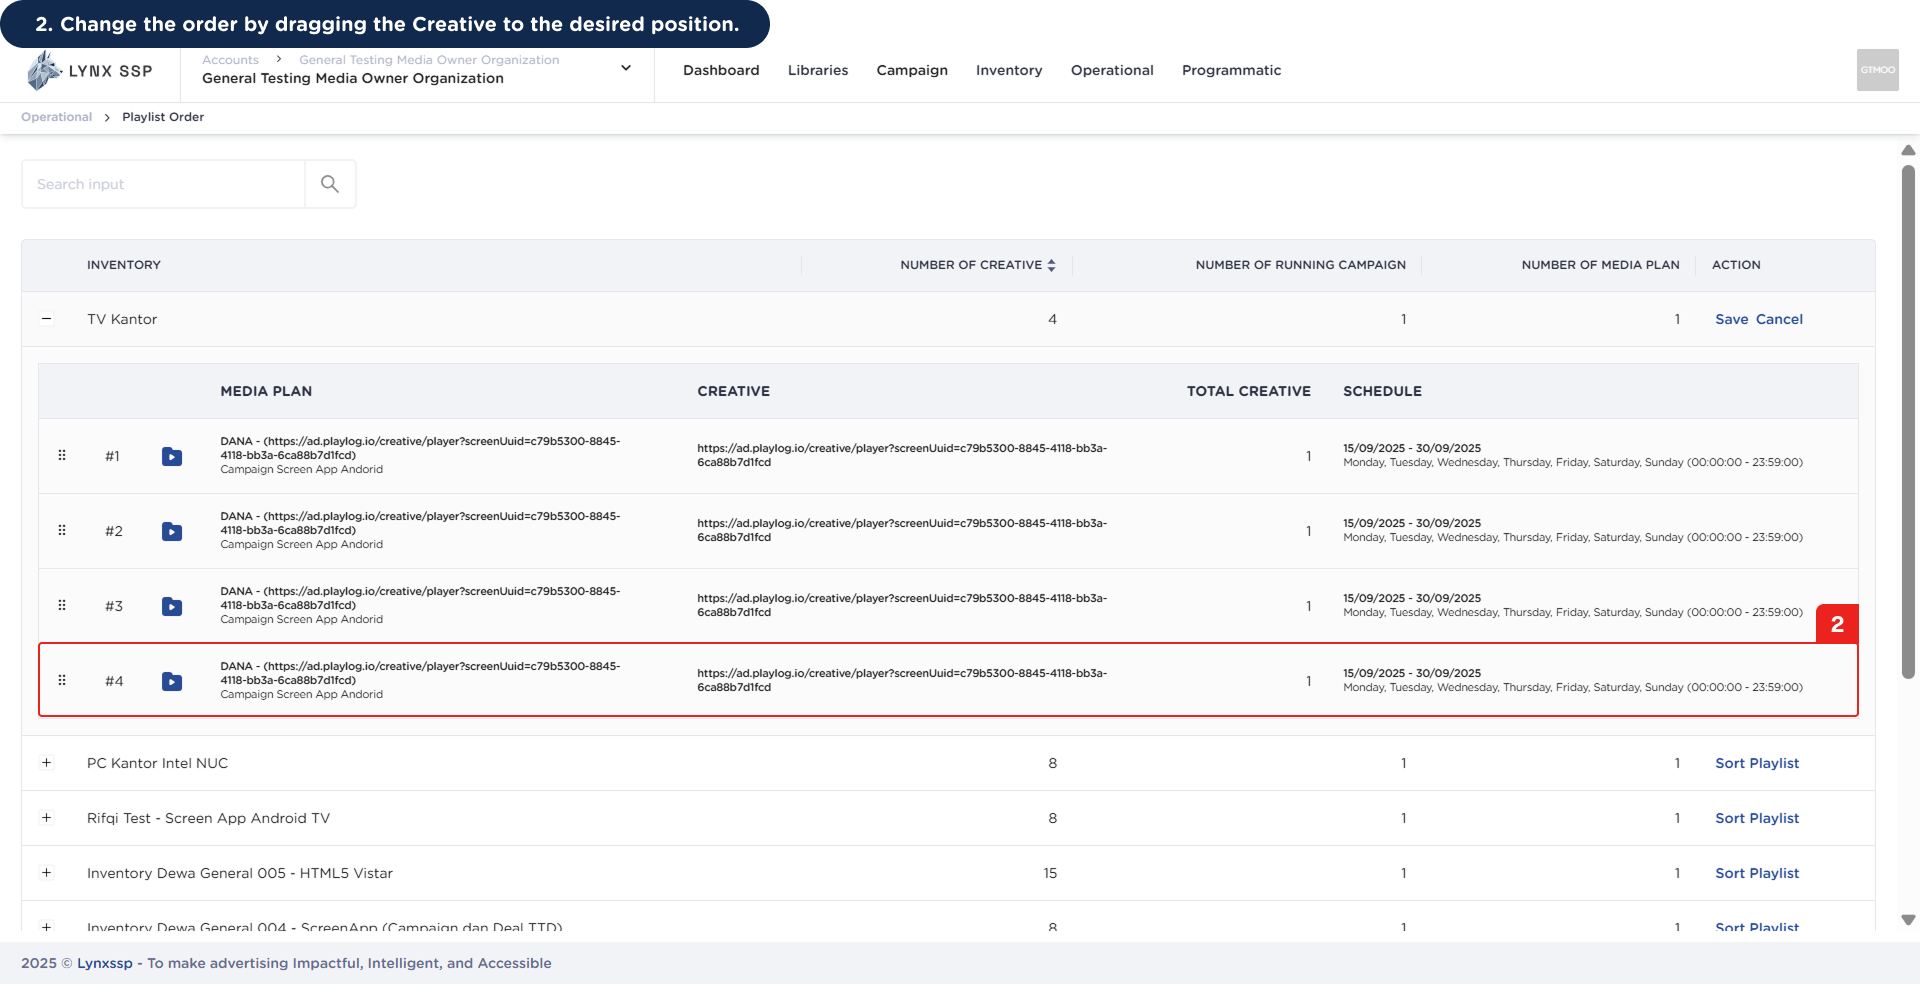 2. Change the order by dragging the Creative to the desired position.
LYNX SSP
Accounts > General Testing Media Owner Organization
General Testing Media Owner Organization
Dashboard Libraries Campaign Inventory Operational Programmatic
GTMOO
Operational > Playlist Order
Search input
INVENTORY NUMBER OF CREATIVE NUMBER OF RUNNING CAMPAIGN NUMBER OF MEDIA PLAN ACTION
TV Kantor 4 1 1 Save Cancel
MEDIA PLAN CREATIVE TOTAL CREATIVE SCHEDULE
#1
DANA - (https://ad.playlog.io/creative/player?screenUuid=c79b5300-8845-
4118-bb3a-6ca88b7d1fcd)
Campaign Screen App Andorid
https://ad.playlog.io/creative/player?screenUuid=c79b5300-8845-4118-bb3a-
6ca88b7d1fcd
1
15/09/2025 - 30/09/2025
Monday, Tuesday, Wednesday, Thursday, Friday, Saturday, Sunday (00:00:00 - 23:59:00)
#2
DANA - (https://ad.playlog.io/creative/player?screenUuid=c79b5300-8845-
4118-bb3a-6ca88b7d1fcd)
Campaign Screen App Andorid
https://ad.playlog.io/creative/player?screenUuid=c79b5300-8845-4118-bb3a-
6ca88b7d1fcd
1
15/09/2025 - 30/09/2025
Monday, Tuesday, Wednesday, Thursday, Friday, Saturday, Sunday (00:00:00 - 23:59:00)
#3
DANA - (https://ad.playlog.io/creative/player?screenUuid=c79b5300-8845-
4118-bb3a-6ca88b7d1fcd)
Campaign Screen App Andorid
https://ad.playlog.io/creative/player?screenUuid=c79b5300-8845-4118-bb3a-
6ca88b7d1fcd
1
15/09/2025 - 30/09/2025
Monday, Tuesday, Wednesday, Thursday, Friday, Saturday, Sunday (00:00:00 - 23:59:00)
2
#4
DANA - (https://ad.playlog.io/creative/player?screenUuid=c79b5300-8845-
4118-bb3a-6ca88b7d1fcd)
Campaign Screen App Andorid
https://ad.playlog.io/creative/player?screenUuid=c79b5300-8845-4118-bb3a-
6ca88b7d1fcd
1
15/09/2025 - 30/09/2025
Monday, Tuesday, Wednesday, Thursday, Friday, Saturday, Sunday (00:00:00 - 23:59:00)
PC Kantor Intel NUC 8 1 1 Sort Playlist
Rifqi Test - Screen App Android TV 8 1 1 Sort Playlist
Inventory Dewa General 005 - HTML5 Vistar 15 1 1 Sort Playlist
Inventory Dewa General 004 - ScreenApp (Campaign dan Deal TTD) 8 1 1 Sort Playlist
2025 © Lynxssp - To make advertising Impactful, Intelligent, and Accessible